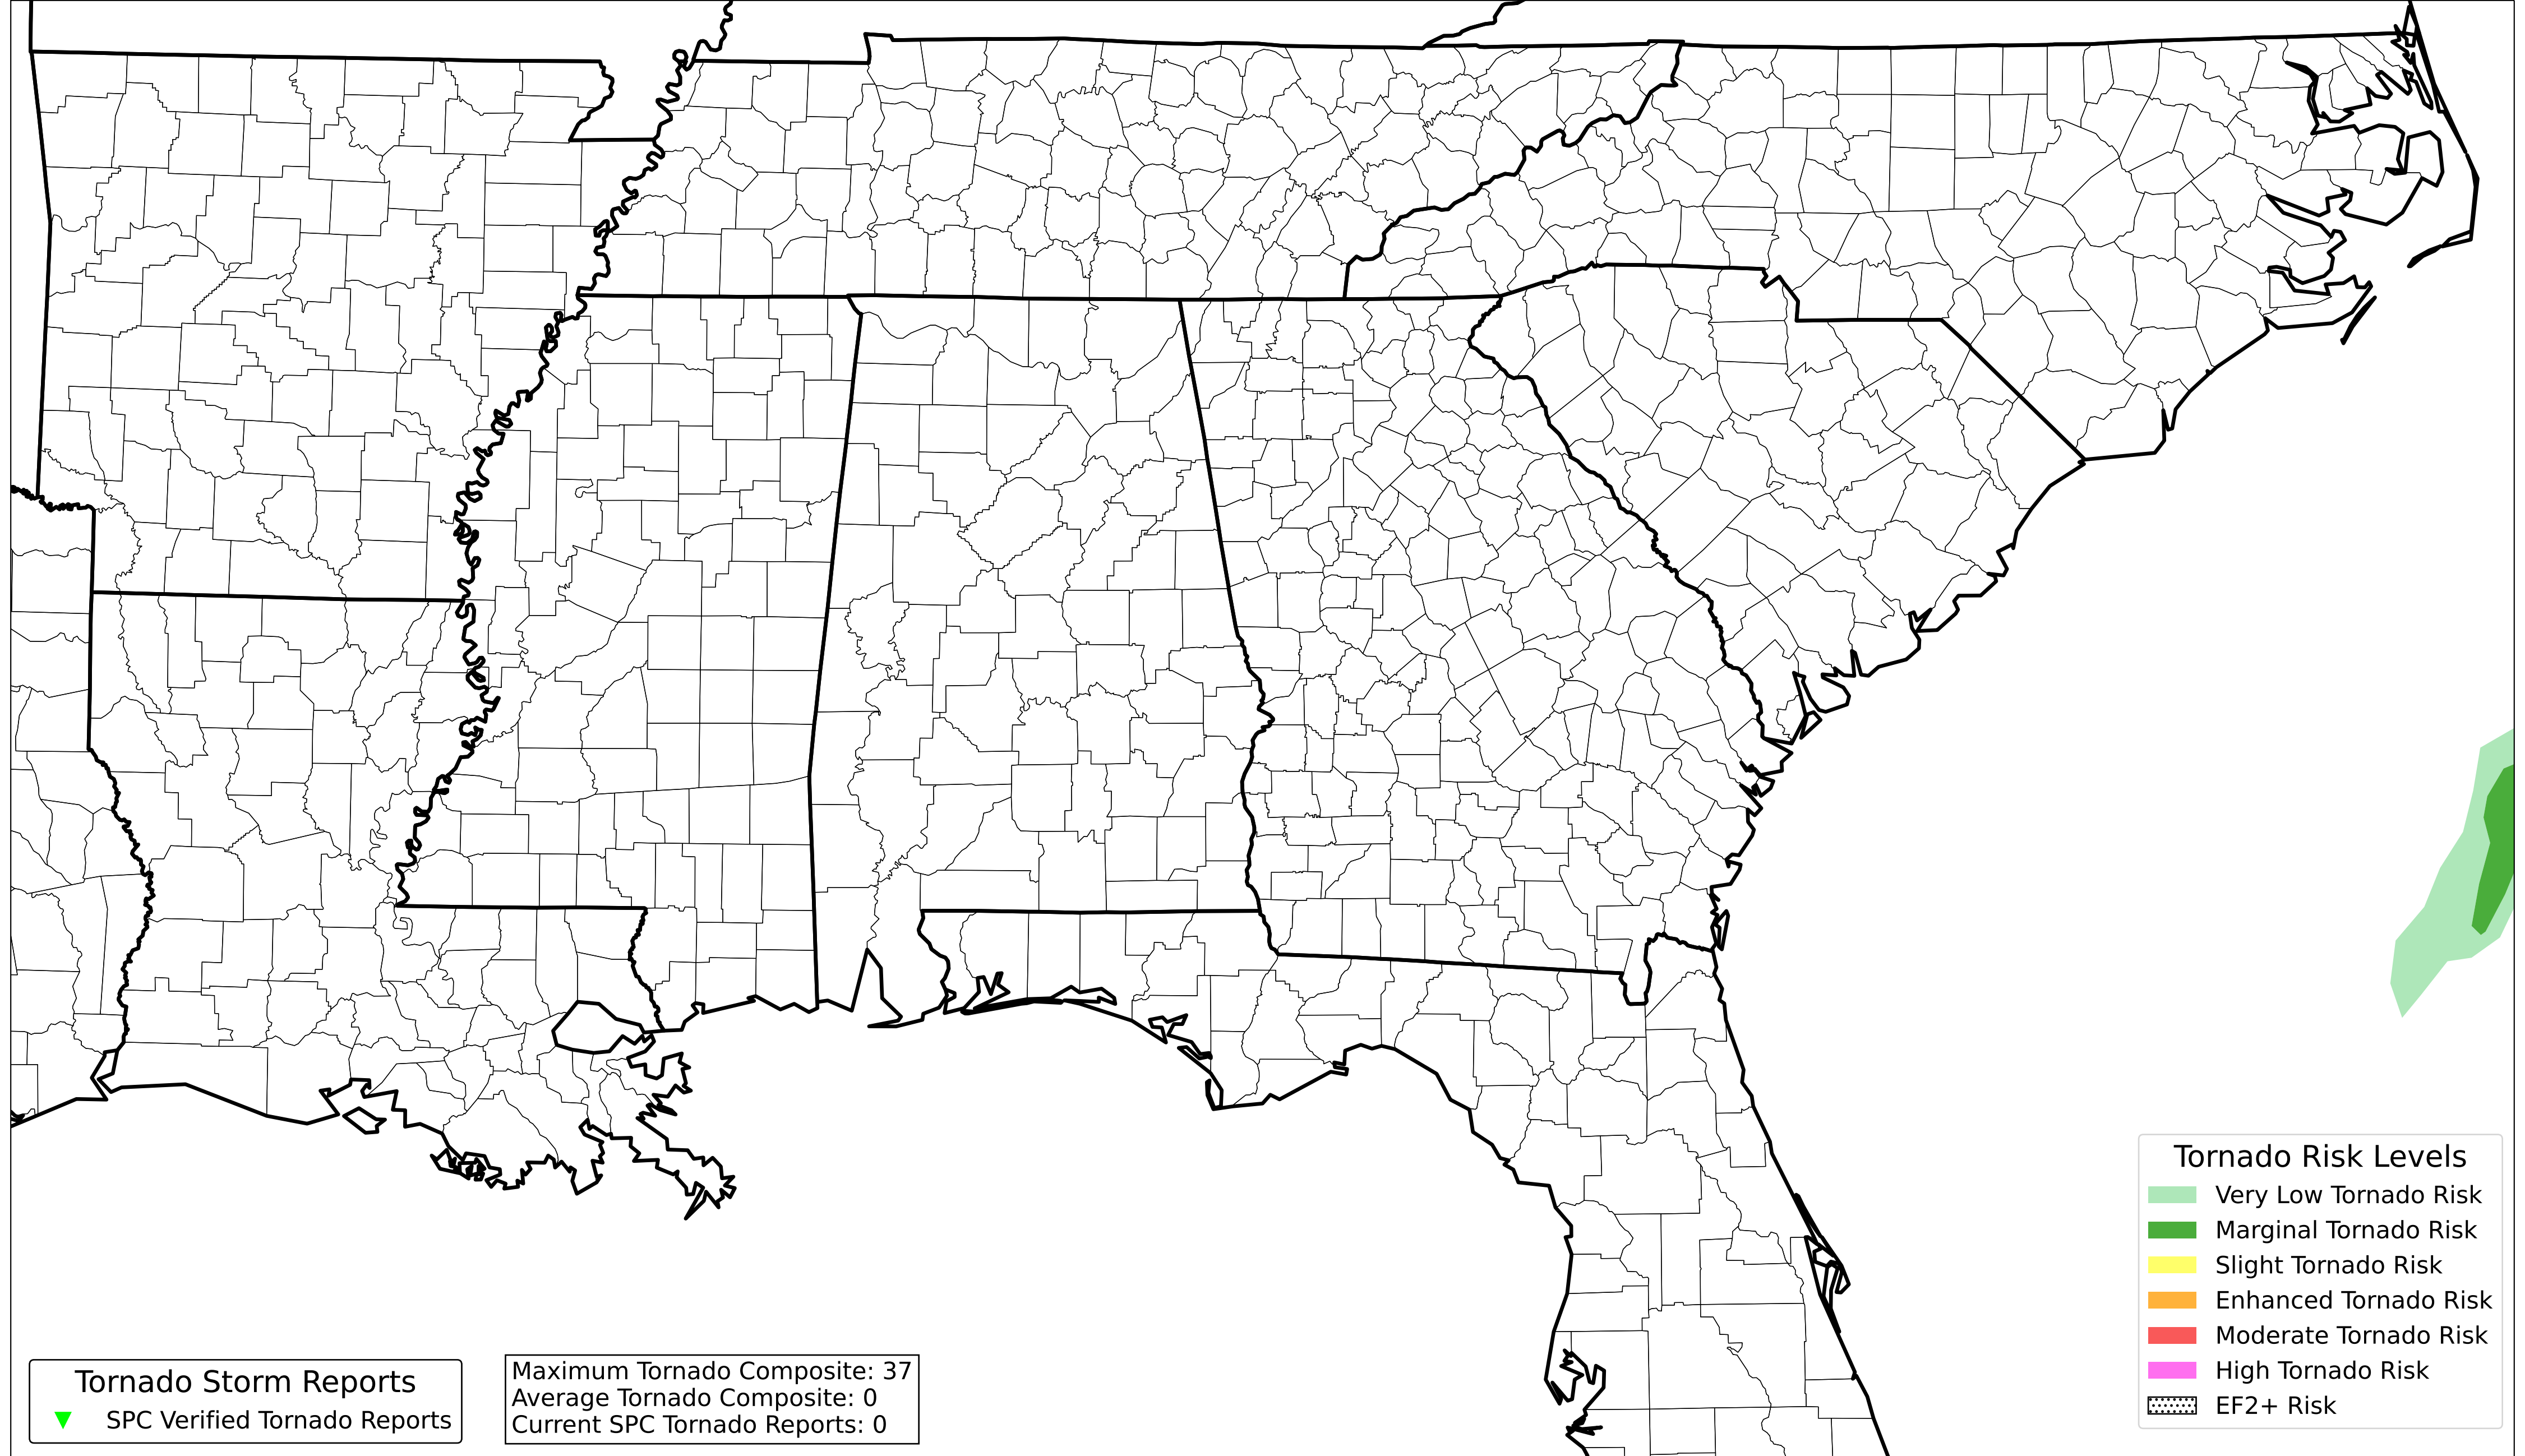 Tornado Risk Levels
Very Low Tornado Risk
Marginal Tornado Risk
Slight Tornado Risk
Enhanced Tornado Risk
Moderate Tornado Risk
High Tornado Risk
EF2+ Risk
Tornado Storm Reports
SPC Verified Tornado Reports
Maximum Tornado Composite: 37
Average Tornado Composite: 0
Current SPC Tornado Reports: 0